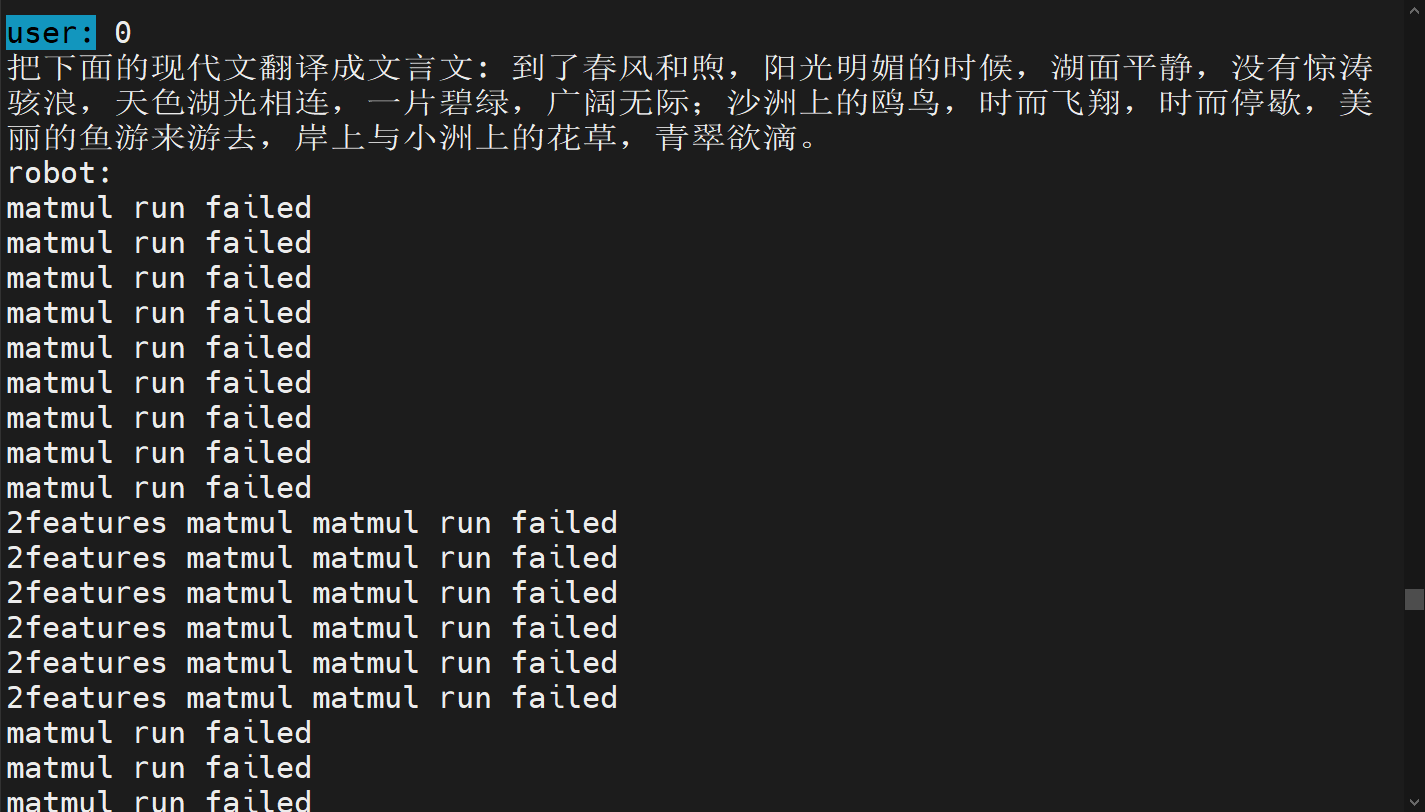 user: 0
把下面的现代文翻译成文言文: 到了春风和煦，阳光明媚的时候，湖面平静，没有惊涛
骇浪，天色湖光相连，一片碧绿，广阔无际；沙洲上的鸥鸟，时而飞翔，时而停歇，美
丽的鱼游来游去，岸上与小洲上的花草，青翠欲滴。
robot:
matmul run failed
matmul run failed
matmul run failed
matmul run failed
matmul run failed
matmul run failed
matmul run failed
matmul run failed
matmul run failed
2features matmul matmul run failed
2features matmul matmul run failed
2features matmul matmul run failed
2features matmul matmul run failed
2features matmul matmul run failed
2features matmul matmul run failed
matmul run failed
matmul run failed
matmul run failed